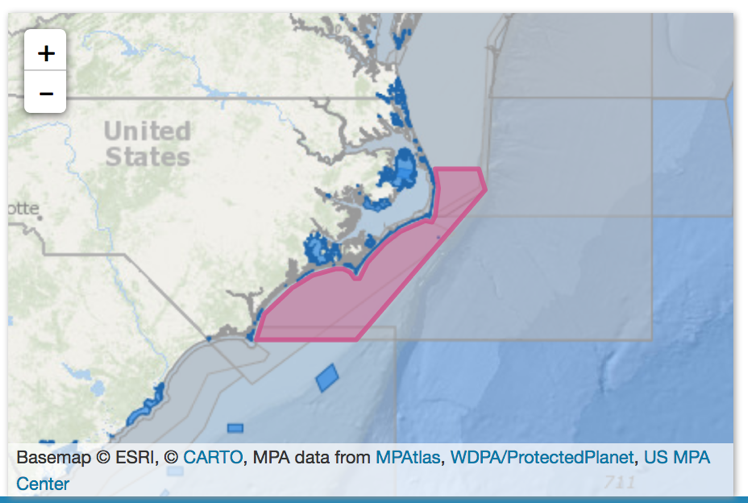 +
−
United
States
otte
Basemap © ESRI, © CARTO, MPA data from MPAtlas, WDPA/ProtectedPlanet, US MPA
Center
711